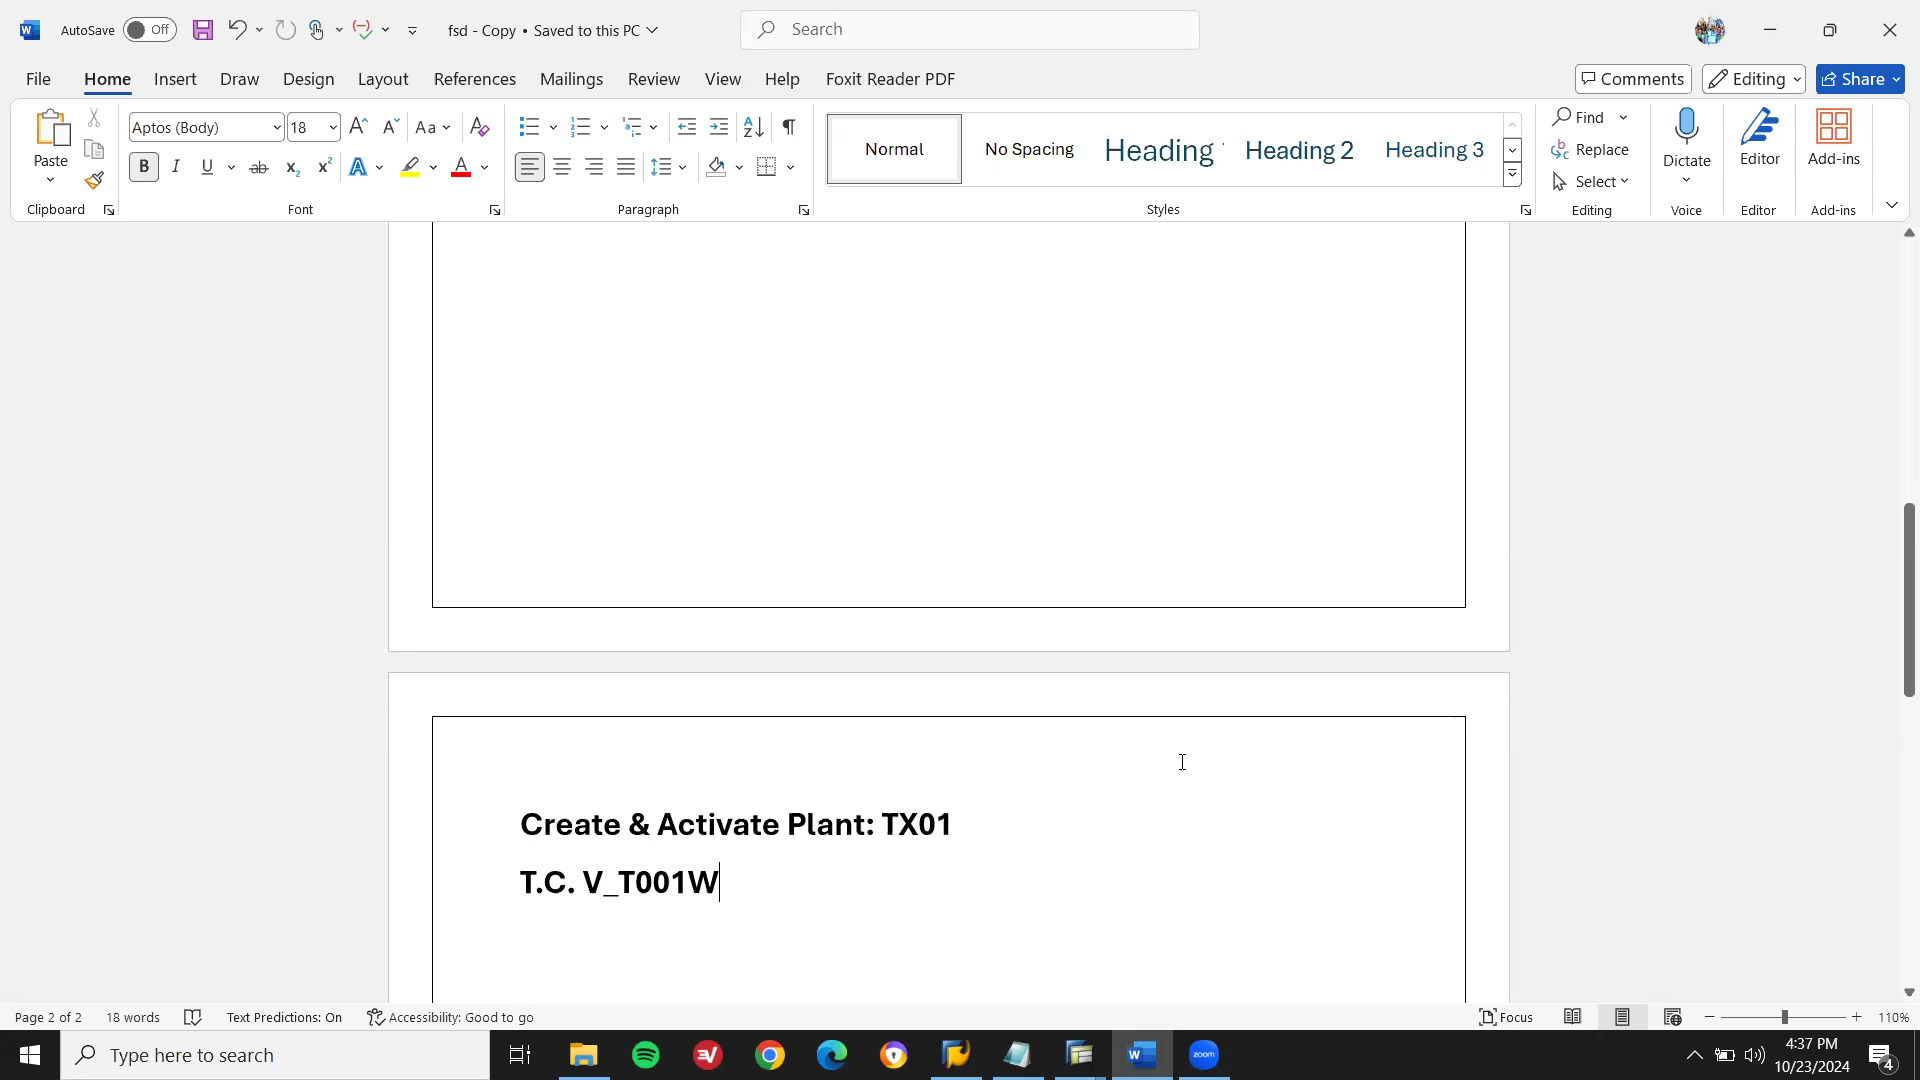 AutoSave Off fsd - Copy • Saved to this PC Search
File Home Insert Draw Design Layout References Mailings Review View Help Foxit Reader PDF Comments Editing Share
Paste Aptos (Body) 18 Aa Normal No Spacing Heading Heading 2 Heading 3 Find Replace Select Dictate Editor Add-ins
Clipboard Font Paragraph Styles Editing Voice Editor Add-ins
Create & Activate Plant: TX01
T.C. V_T001W
Page 2 of 2 18 words Text Predictions: On Accessibility: Good to go Focus 110%
Type here to search zoom 4:37 PM
10/23/2024 4